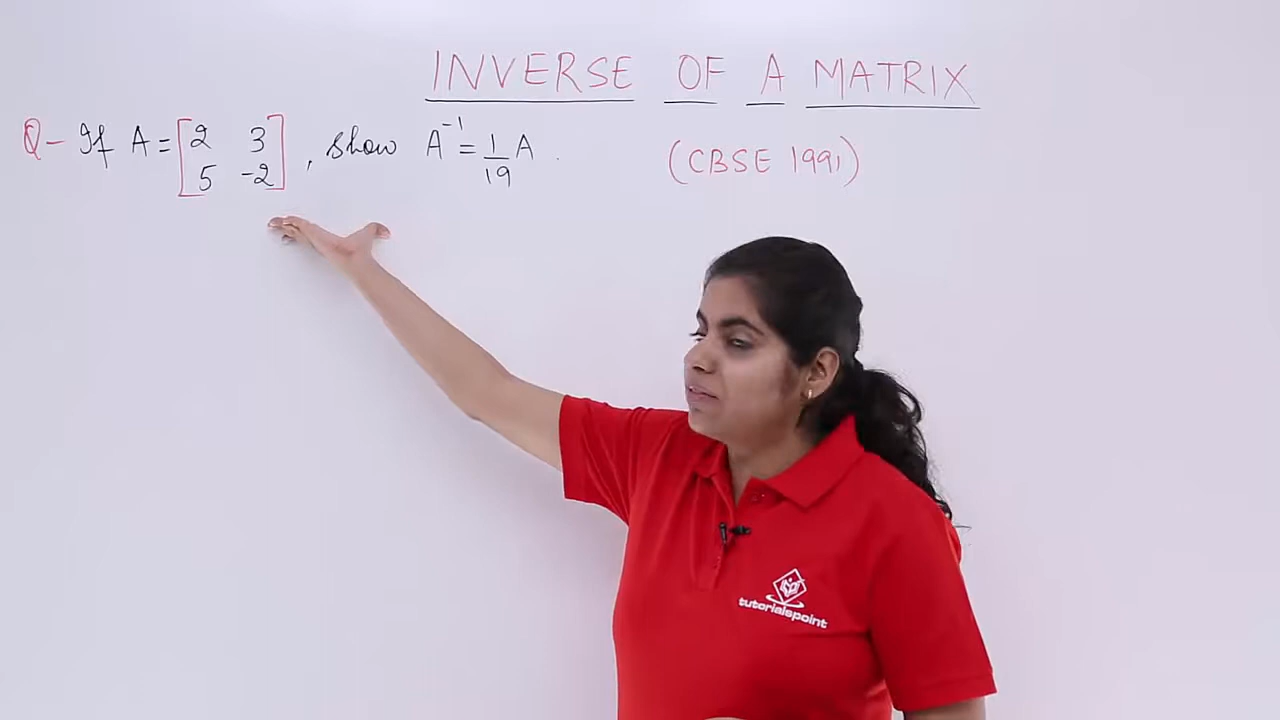 INVERSE OF A MATRIX
Q- If A = [2 3
5 -2], show A⁻¹ = 1/19 A.
(CBSE 1991)
tutorialspoint